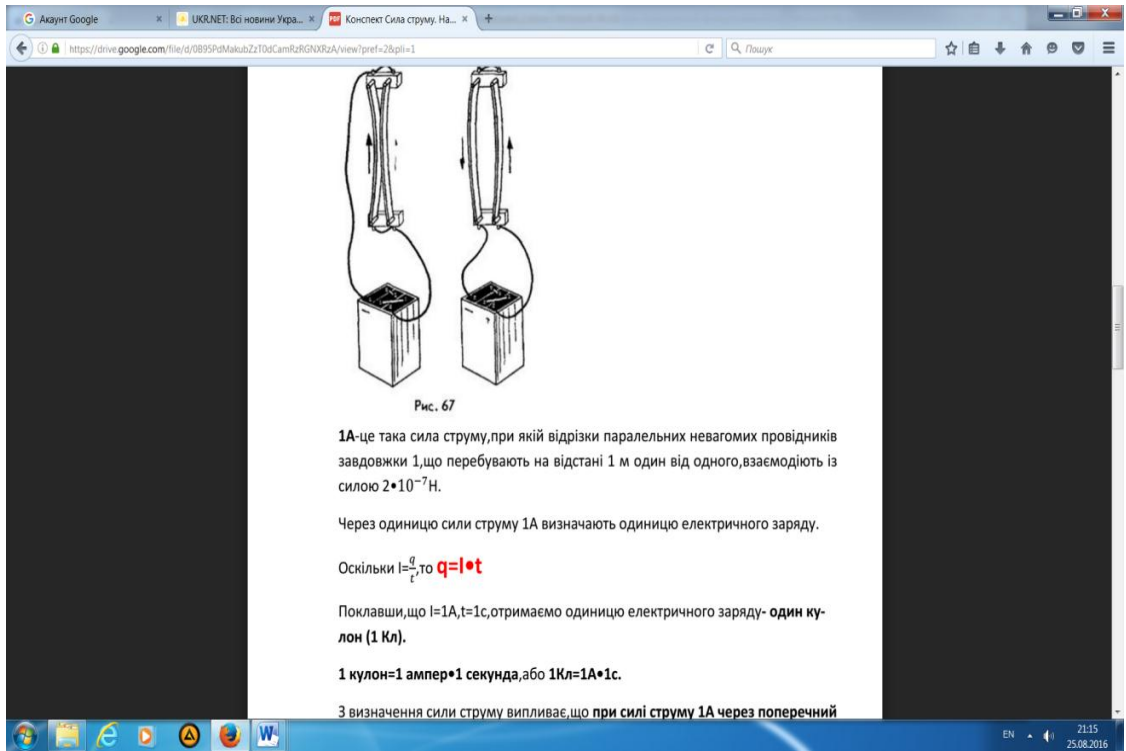 Акаунт Google
UKR.NET: Всі новини Укра...
Конспект Сила струму. На...
https://drive.google.com/file/d/0B95PdMakubZzT0dCamRzRGNXRzA/view?pref=2&pli=1
Пошук
Рис. 67
1А-це така сила струму,при якій відрізки паралельних невагомих провідників
завдовжки 1,що перебувають на відстані 1 м один від одного,взаємодіють із
силою 2•10⁻⁷Н.
Через одиницю сили струму 1А визначають одиницю електричного заряду.
Оскільки I=q/t,то q=I•t
Поклавши,що I=1А,t=1с,отримаємо одиницю електричного заряду- один ку-
лон (1 Кл).
1 кулон=1 ампер•1 секунда,або 1Кл=1А•1с.
З визначення сили струму випливає,що при силі струму 1А через поперечний
EN
21:15
25.08.2016